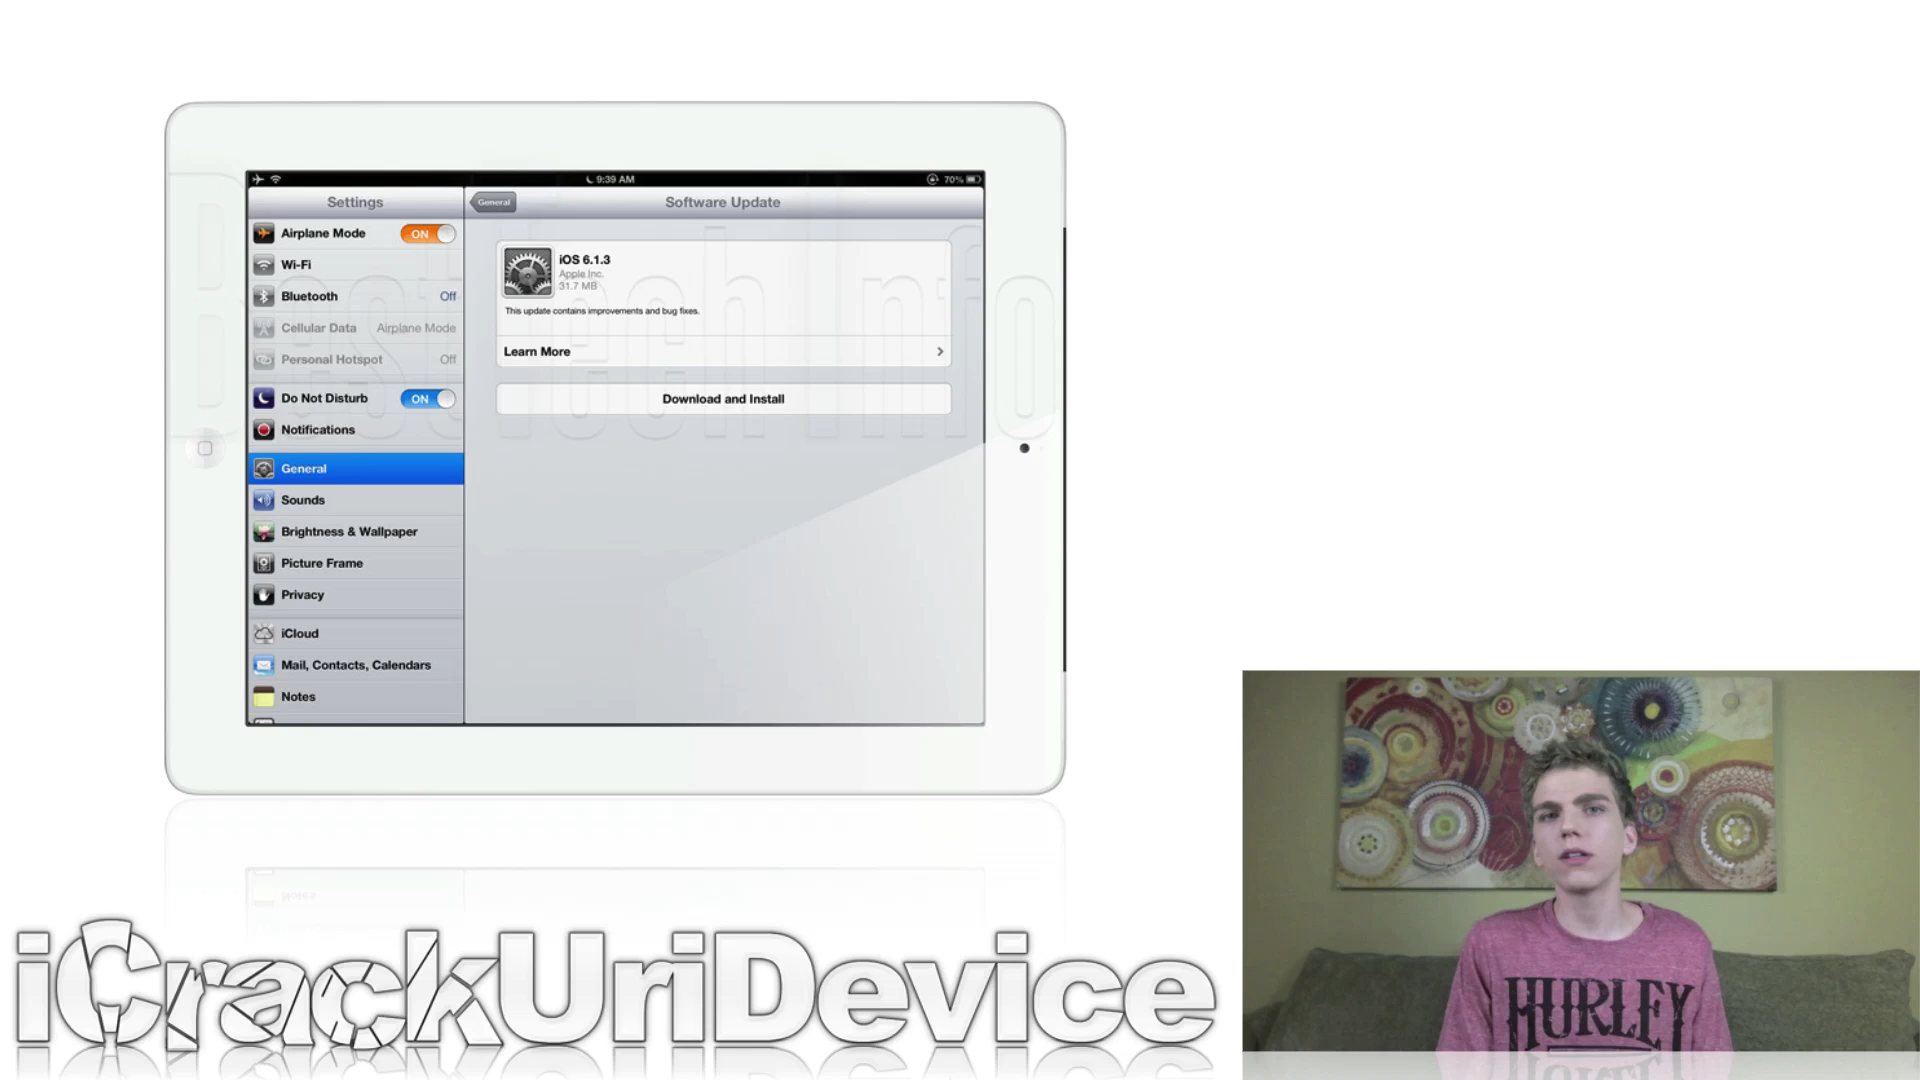 9:39 AM
70%
Settings
General
Software Update
Airplane Mode ON
Wi-Fi
Bluetooth Off
Cellular Data Airplane Mode
Personal Hotspot Off
Do Not Disturb ON
Notifications
General
Sounds
Brightness & Wallpaper
Picture Frame
Privacy
iCloud
Mail, Contacts, Calendars
Notes
iOS 6.1.3
Apple Inc.
31.7 MB
This update contains improvements and bug fixes.
Learn More
Download and Install
BestTech Info
Notes
iCrackUriDevice
HURLEY